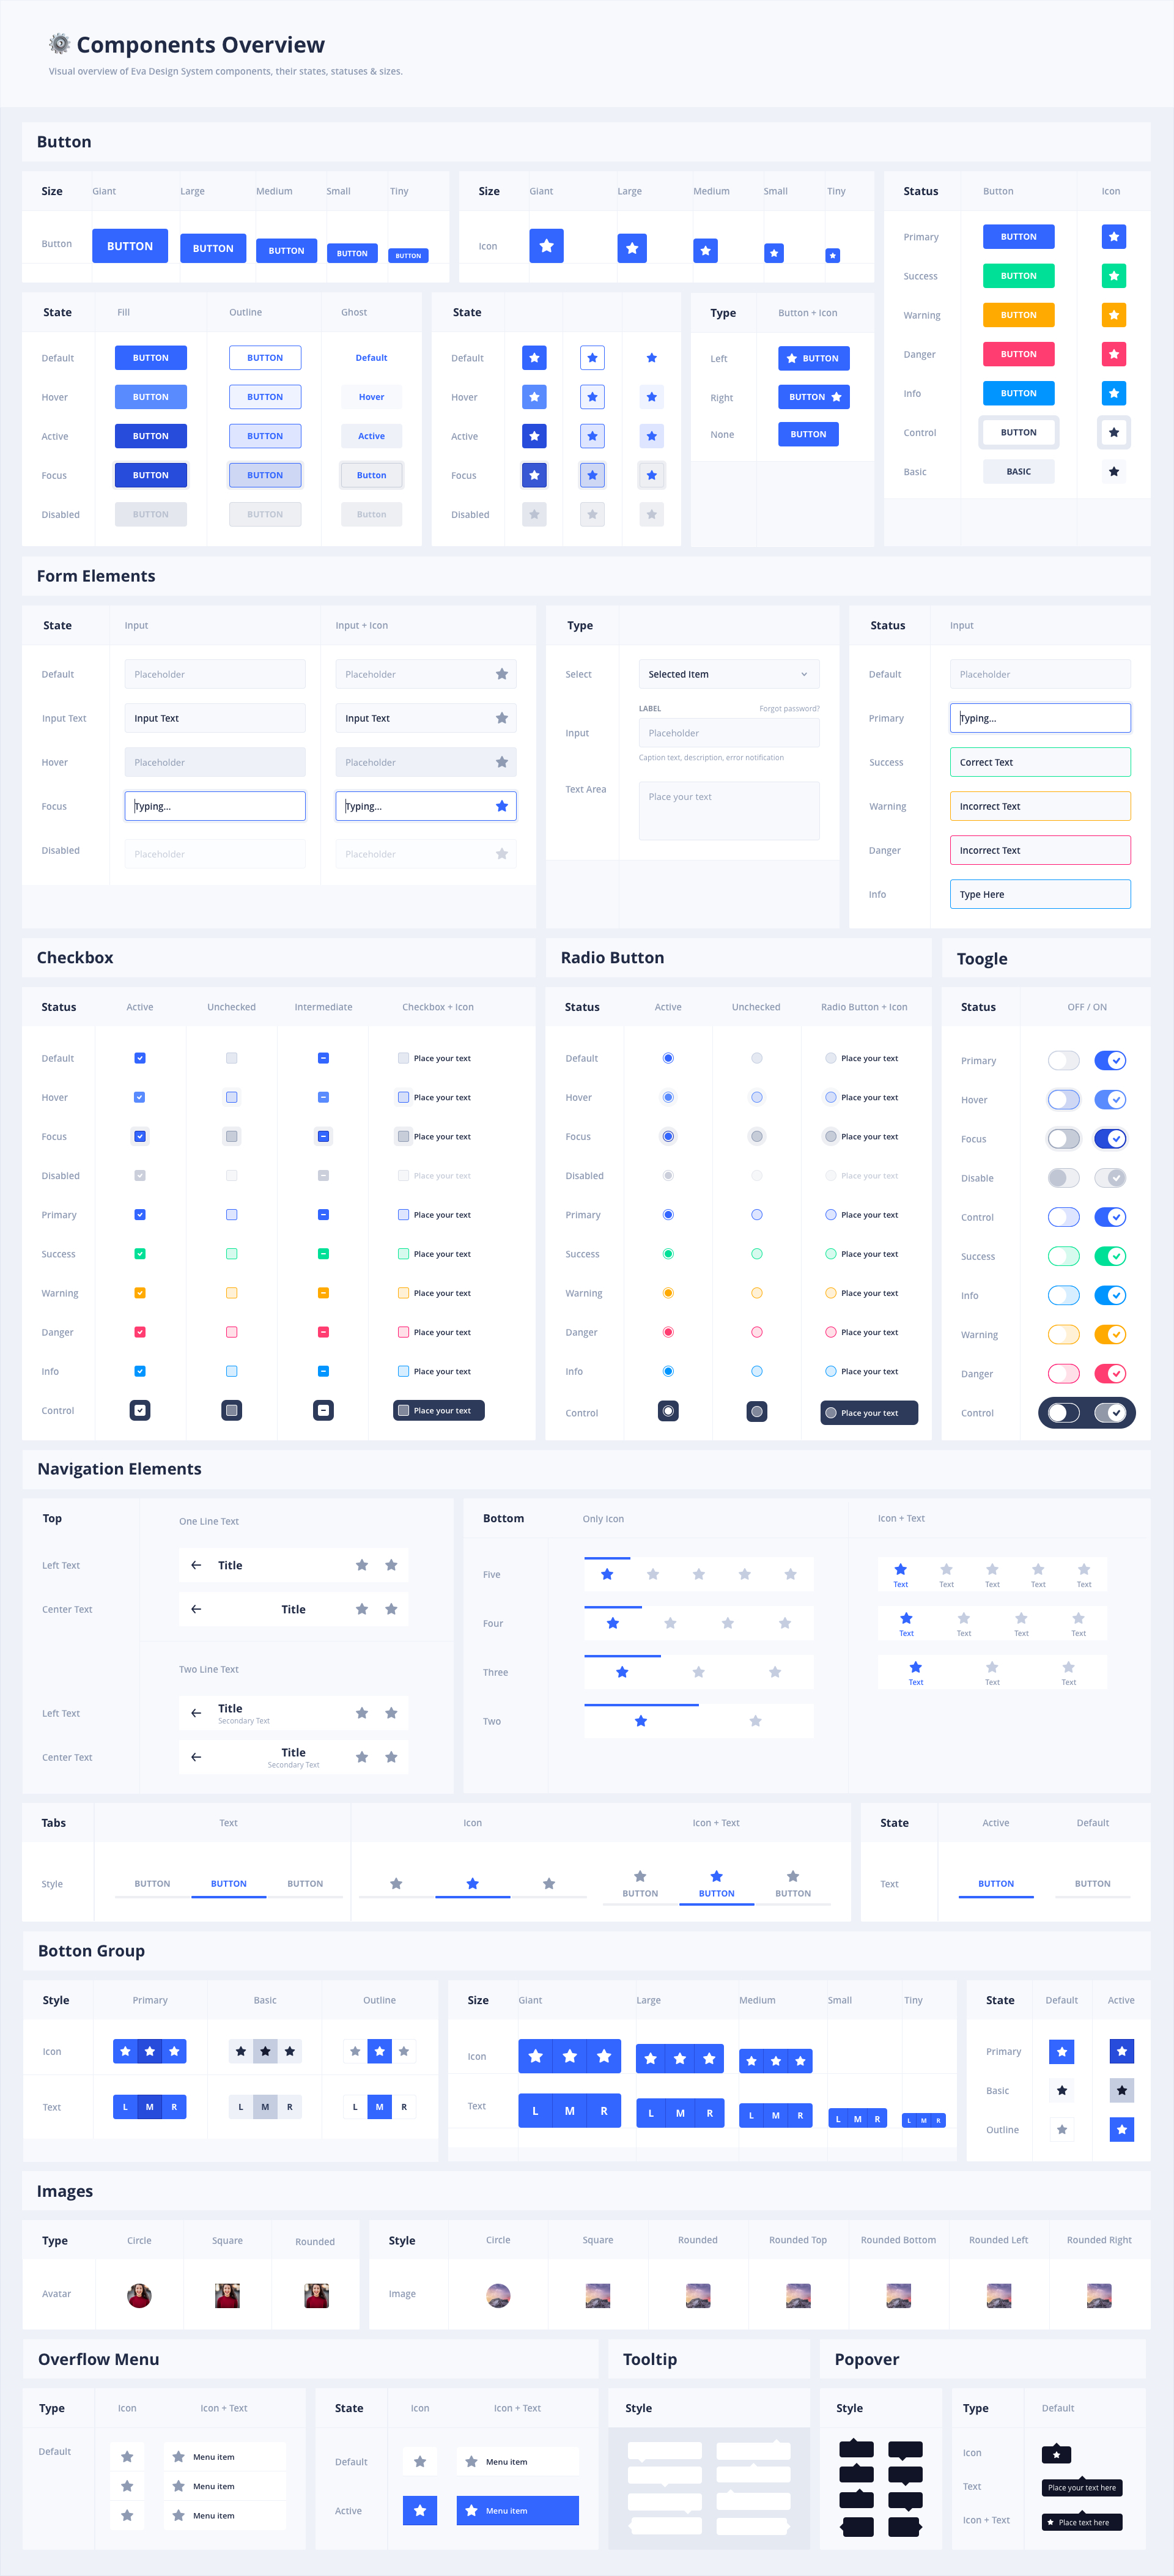 Components Overview
Visual overview of Eva Design System components, their states, statuses & sizes.
Button
Size Giant Large Medium Small Tiny
Button BUTTON BUTTON BUTTON BUTTON BUTTON
Size Giant Large Medium Small Tiny
Icon
Status Button Icon
Primary BUTTON
Success BUTTON
Warning BUTTON
Danger BUTTON
Info BUTTON
Control BUTTON
Basic BASIC
State Fill Outline Ghost
Default BUTTON BUTTON Default
Hover BUTTON BUTTON Hover
Active BUTTON BUTTON Active
Focus BUTTON BUTTON Button
Disabled BUTTON BUTTON Button
State
Default
Hover
Active
Focus
Disabled
Type Button + Icon
Left BUTTON
Right BUTTON
None BUTTON
Form Elements
State Input Input + Icon
Default Placeholder Placeholder
Input Text Input Text Input Text
Hover Placeholder Placeholder
Focus Typing... Typing...
Disabled Placeholder Placeholder
Type
Select Selected Item
LABEL Forgot password?
Input Placeholder
Caption text, description, error notification
Text Area Place your text
Status Input
Default Placeholder
Primary Typing...
Success Correct Text
Warning Incorrect Text
Danger Incorrect Text
Info Type Here
Checkbox
Status Active Unchecked Intermediate Checkbox + Icon
Default Place your text
Hover Place your text
Focus Place your text
Disabled Place your text
Primary Place your text
Success Place your text
Warning Place your text
Danger Place your text
Info Place your text
Control Place your text
Radio Button
Status Active Unchecked Radio Button + Icon
Default Place your text
Hover Place your text
Focus Place your text
Disabled Place your text
Primary Place your text
Success Place your text
Warning Place your text
Danger Place your text
Info Place your text
Control Place your text
Toogle
Status OFF / ON
Primary
Hover
Focus
Disable
Control
Success
Info
Warning
Danger
Control
Navigation Elements
Top One Line Text
Left Text Title
Center Text Title
Two Line Text
Left Text Title
Secondary Text
Center Text Title
Secondary Text
Bottom Only Icon Icon + Text
Five Text Text Text Text Text
Four Text Text Text Text
Three Text Text Text
Two
Tabs Text Icon Icon + Text
Style BUTTON BUTTON BUTTON BUTTON BUTTON BUTTON
State Active Default
Text BUTTON BUTTON
Botton Group
Style Primary Basic Outline
Icon
Text L M R L M R L M R
Size Giant Large Medium Small Tiny
Icon
Text L M R L M R L M R L M R L M R
State Default Active
Primary
Basic
Outline
Images
Type Circle Square Rounded
Avatar
Style Circle Square Rounded Rounded Top Rounded Bottom Rounded Left Rounded Right
Image
Overflow Menu
Type Icon Icon + Text
Default Menu item
Menu item
Menu item
State Icon Icon + Text
Default Menu item
Active Menu item
Tooltip
Style
Popover
Style
Type Default
Icon
Text Place your text here
Icon + Text Place text here